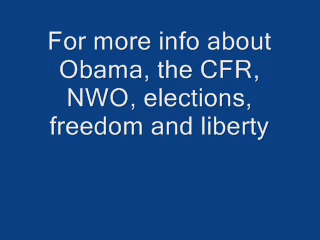 For more info about
Obama, the CFR,
NWO, elections,
freedom and liberty